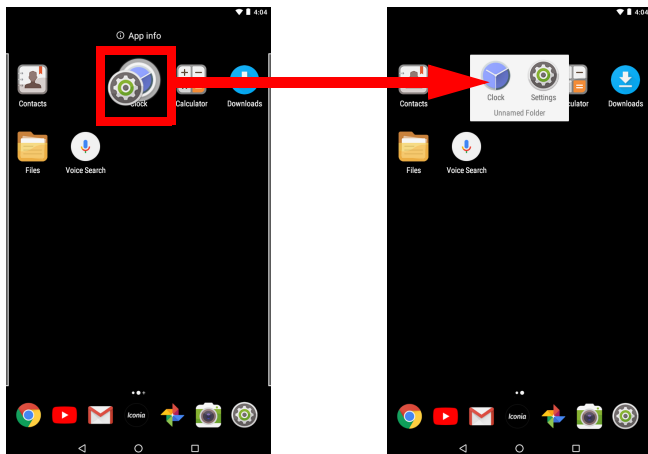 4:04
App info
Contacts
Clock
Calculator
Downloads
Files
Voice Search
Iconia
4:04
Clock
Settings
Unnamed Folder
Contacts
culator
Downloads
Files
Voice Search
Iconia